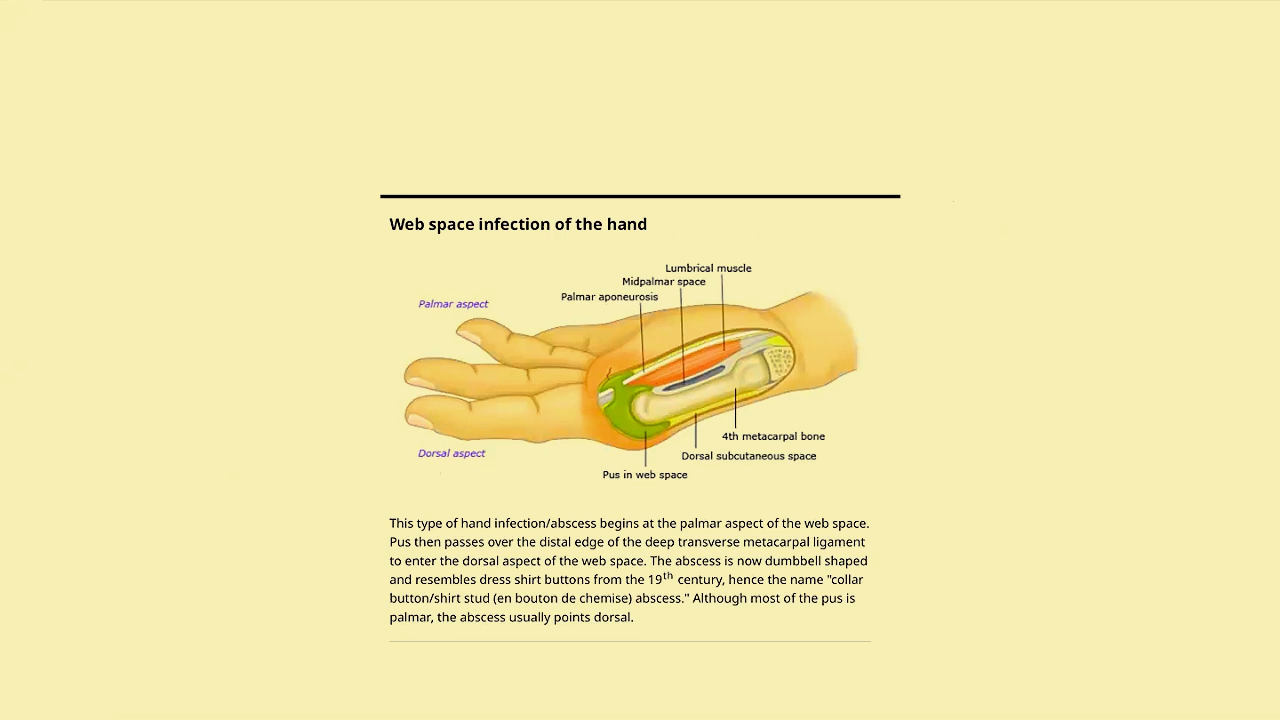 Web space infection of the hand
Lumbrical muscle
Midpalmar space
Palmar aponeurosis
Palmar aspect
4th metacarpal bone
Dorsal aspect
Dorsal subcutaneous space
Pus in web space
This type of hand infection/abscess begins at the palmar aspect of the web space.
Pus then passes over the distal edge of the deep transverse metacarpal ligament
to enter the dorsal aspect of the web space. The abscess is now dumbbell shaped
and resembles dress shirt buttons from the 19th century, hence the name "collar
button/shirt stud (en bouton de chemise) abscess." Although most of the pus is
palmar, the abscess usually points dorsal.